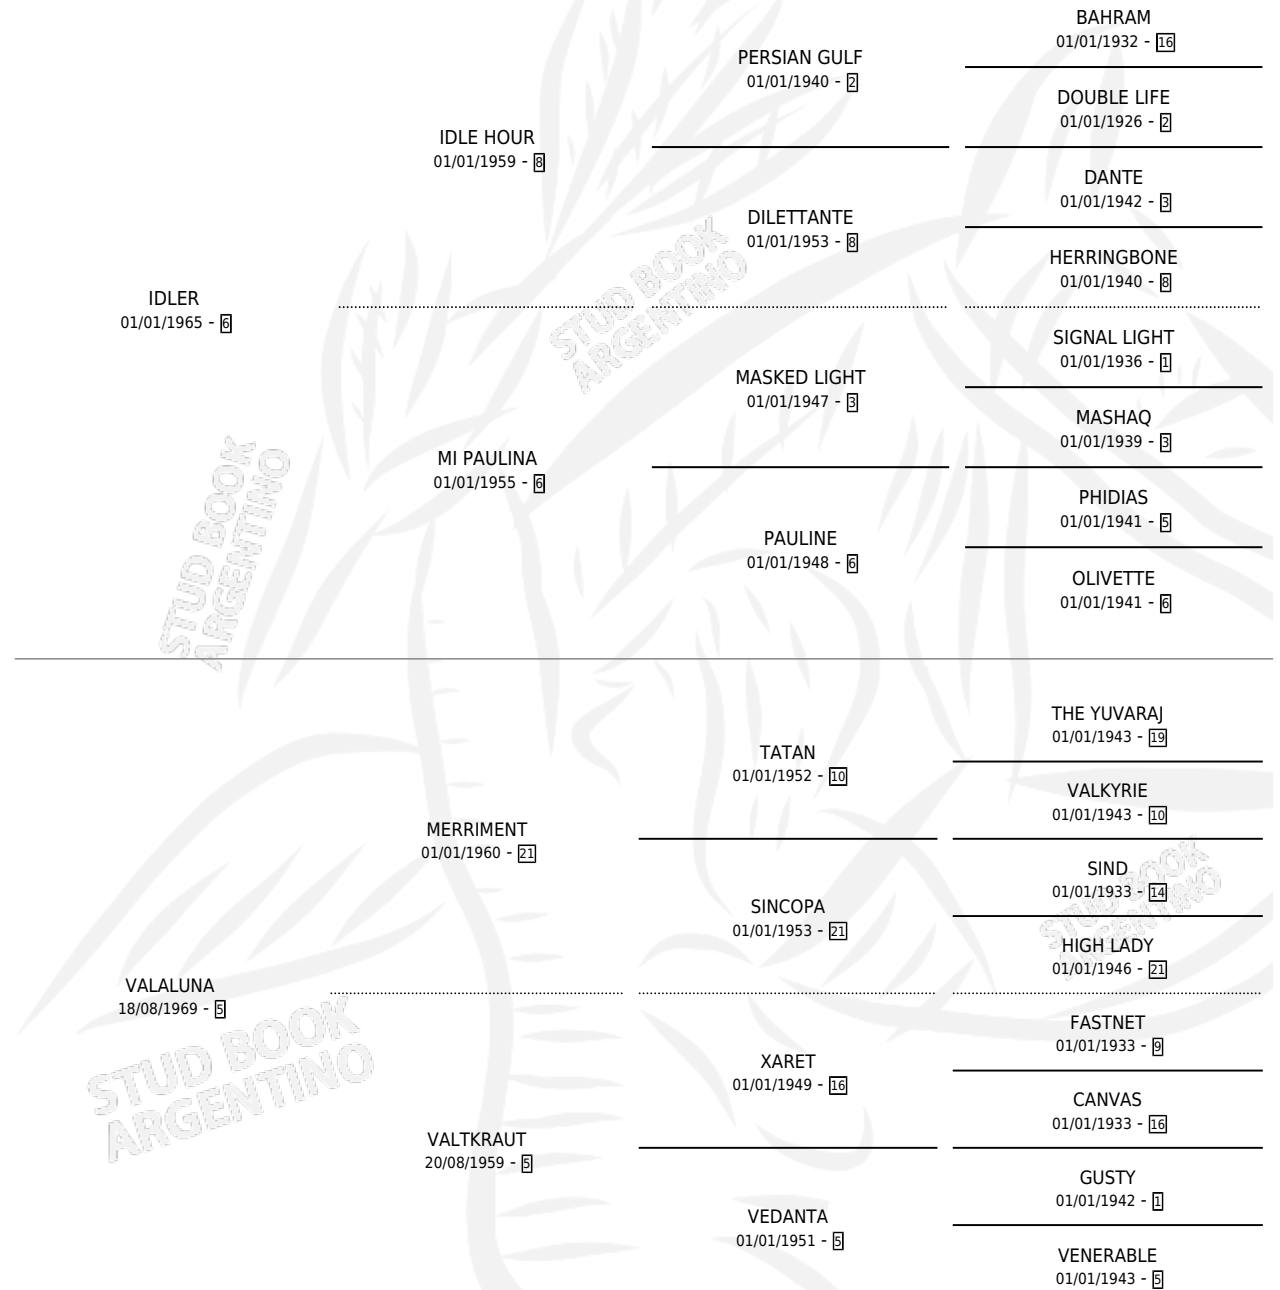 BAHRAM
01/01/1932 - 16
PERSIAN GULF
01/01/1940 - 2
DOUBLE LIFE
01/01/1926 - 2
IDLE HOUR
01/01/1959 - 8
DANTE
01/01/1942 - 3
DILETTANTE
01/01/1953 - 8
HERRINGBONE
01/01/1940 - 8
STUD BOOK
ARGENTINO
IDLER
01/01/1965 - 6
SIGNAL LIGHT
01/01/1936 - 1
MASKED LIGHT
01/01/1947 - 3
MASHAQ
01/01/1939 - 3
MI PAULINA
01/01/1955 - 6
PHIDIAS
01/01/1941 - 5
PAULINE
01/01/1948 - 6
OLIVETTE
01/01/1941 - 6
STUD BOOK
ARGENTINO
THE YUVARAJ
01/01/1943 - 19
TATAN
01/01/1952 - 10
VALKYRIE
01/01/1943 - 10
MERRIMENT
01/01/1960 - 21
SIND
01/01/1933 - 14
SINCOPA
01/01/1953 - 21
STUD BOOK
ARGENTINO
HIGH LADY
01/01/1946 - 21
VALALUNA
18/08/1969 - 5
FASTNET
01/01/1933 - 9
XARET
01/01/1949 - 16
CANVAS
01/01/1933 - 16
STUD BOOK
ARGENTINO
VALTKRAUT
20/08/1959 - 5
GUSTY
01/01/1942 - 1
VEDANTA
01/01/1951 - 5
VENERABLE
01/01/1943 - 5